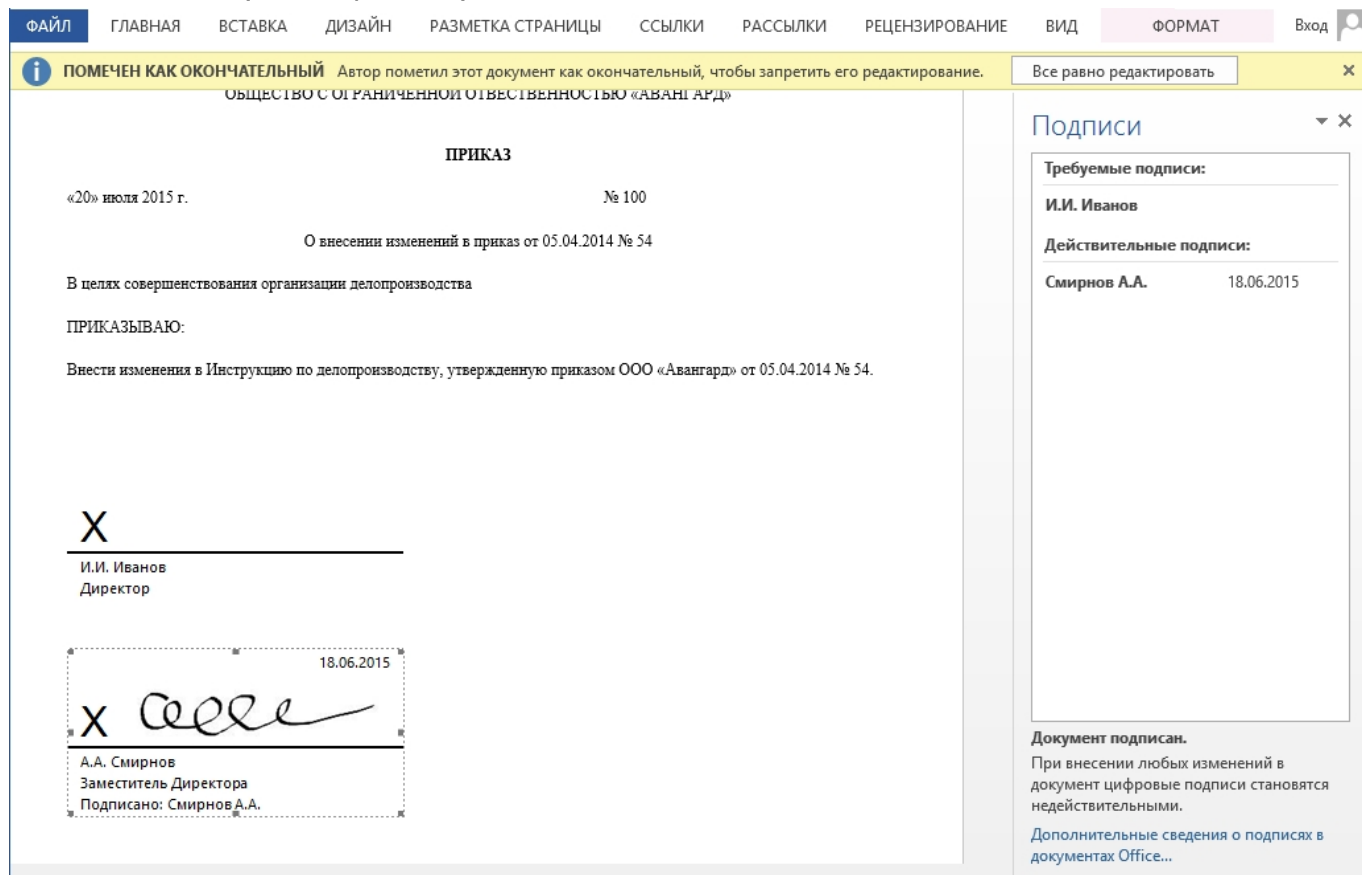 ФАЙЛ ГЛАВНАЯ ВСТАВКА ДИЗАЙН РАЗМЕТКА СТРАНИЦЫ ССЫЛКИ РАССЫЛКИ РЕЦЕНЗИРОВАНИЕ ВИД ФОРМАТ Вход
ПОМЕЧЕН КАК ОКОНЧАТЕЛЬНЫЙ Автор пометил этот документ как окончательный, чтобы запретить его редактирование. Все равно редактировать
ОБЩЕСТВО С ОГРАНИЧЕННОЙ ОТВЕСТВЕННОСТЬЮ «АВАНГАРД»
ПРИКАЗ
«20» июля 2015 г. № 100
О внесении изменений в приказ от 05.04.2014 № 54
В целях совершенствования организации делопроизводства
ПРИКАЗЫВАЮ:
Внести изменения в Инструкцию по делопроизводству, утвержденную приказом ООО «Авангард» от 05.04.2014 № 54.
X
И.И. Иванов
Директор
18.06.2015
X
А.А. Смирнов
Заместитель Директора
Подписано: Смирнов А.А.
Подписи
Требуемые подписи:
И.И. Иванов
Действительные подписи:
Смирнов А.А. 18.06.2015
Документ подписан.
При внесении любых изменений в
документ цифровые подписи становятся
недействительными.
Дополнительные сведения о подписях в
документах Office...